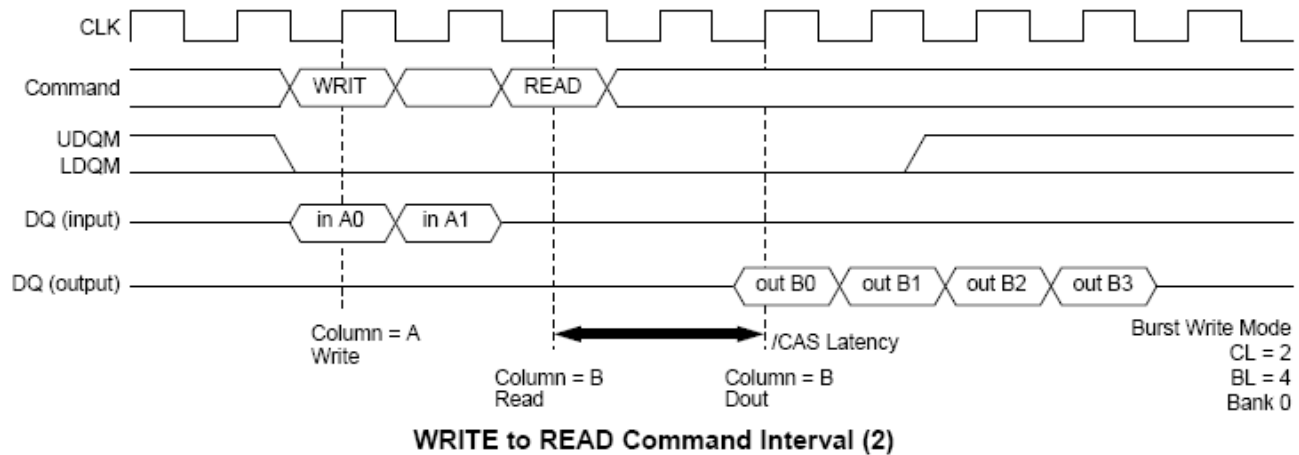 CLK
Command
WRIT
READ
UDQM
LDQM
DQ (input)
in A0
in A1
DQ (output)
out B0
out B1
out B2
out B3
Column = A
Write
/CAS Latency
Column = B
Read
Column = B
Dout
Burst Write Mode
CL = 2
BL = 4
Bank 0
WRITE to READ Command Interval (2)